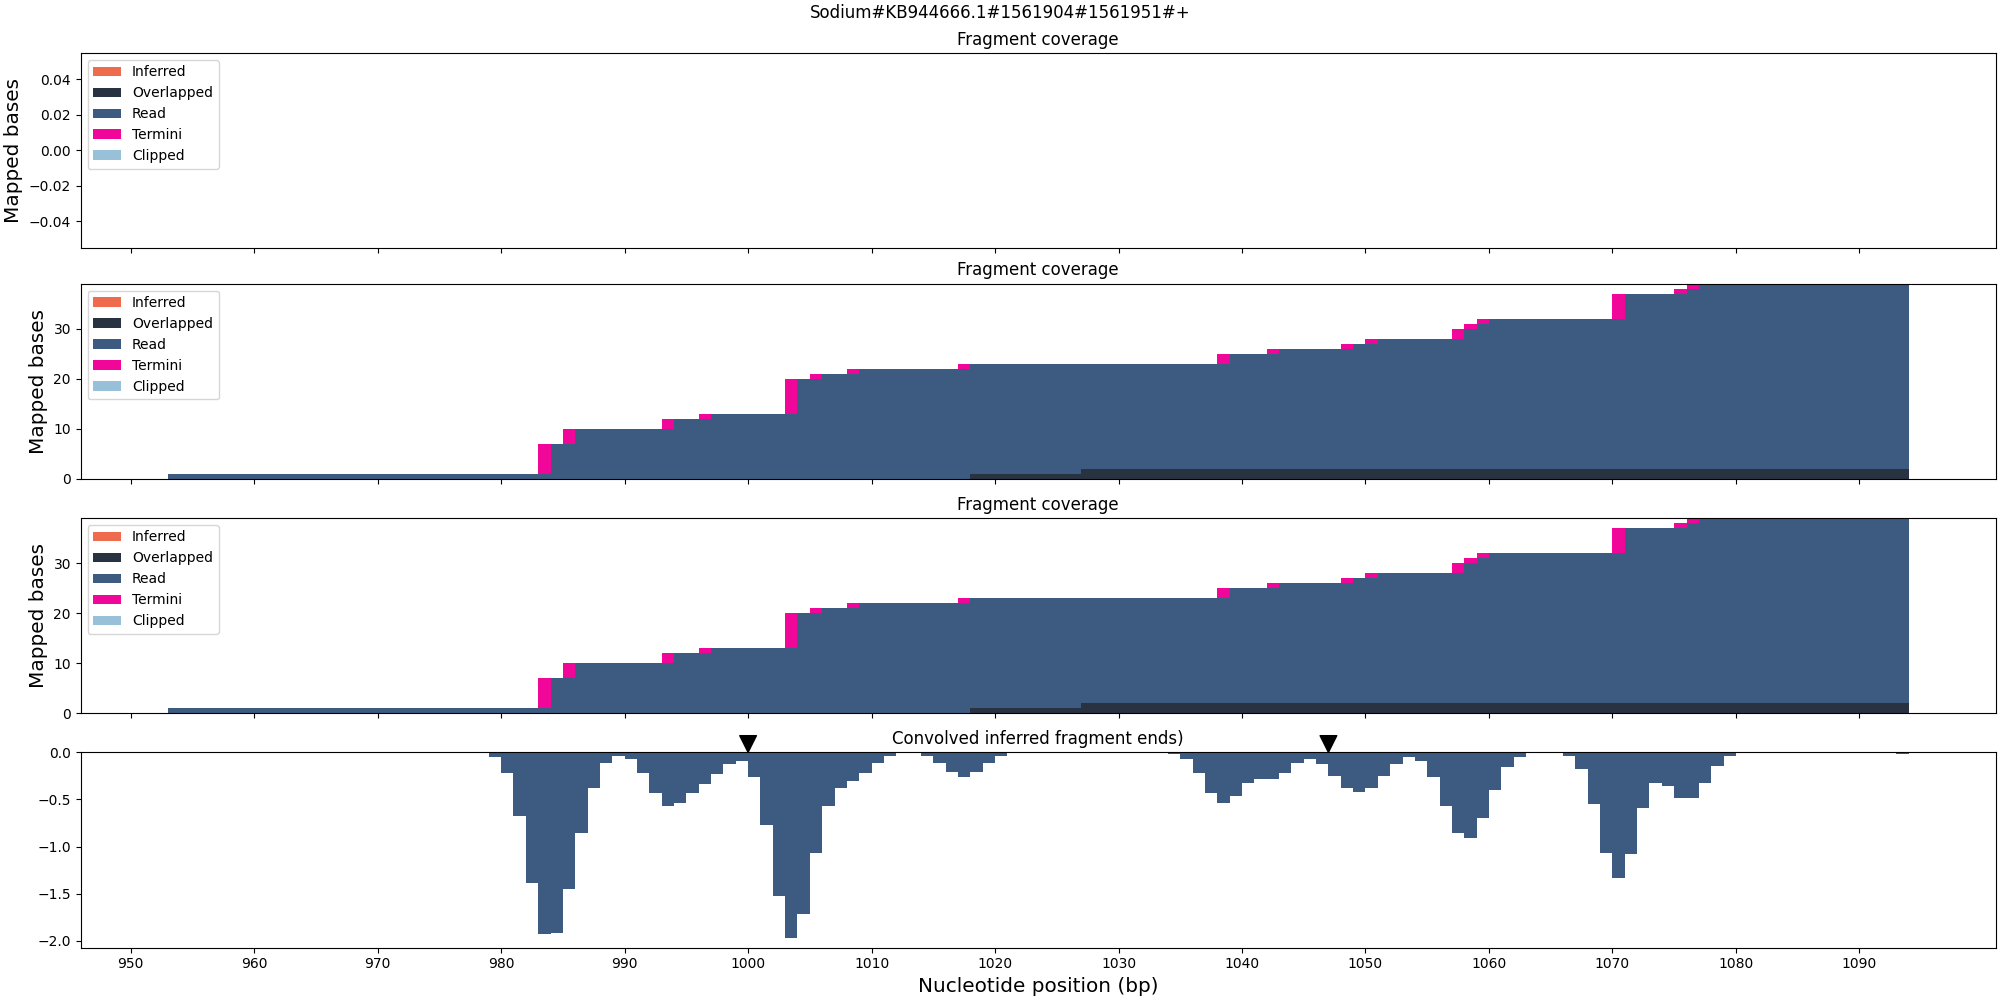 Sodium#KB944666.1#1561904#1561951#+
Fragment coverage
Mapped bases
0.04
0.02
0.00
−0.02
−0.04
Inferred
Overlapped
Read
Termini
Clipped
Fragment coverage
Mapped bases
30
20
10
0
Inferred
Overlapped
Read
Termini
Clipped
Fragment coverage
Mapped bases
30
20
10
0
Inferred
Overlapped
Read
Termini
Clipped
Convolved inferred fragment ends)
0.0
−0.5
−1.0
−1.5
−2.0
950 960 970 980 990 1000 1010 1020 1030 1040 1050 1060 1070 1080 1090
Nucleotide position (bp)